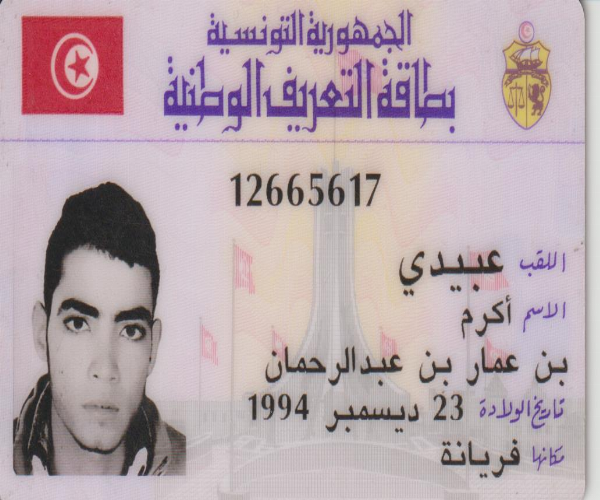 الجمهورية التونسية
بطاقة التعريف الوطنية
12665617
اللقب عبيدي
الاسم أكرم
بن عمار بن عبدالرحمان
تاريخ الولادة 23 ديسمبر 1994
مكانها فريانة